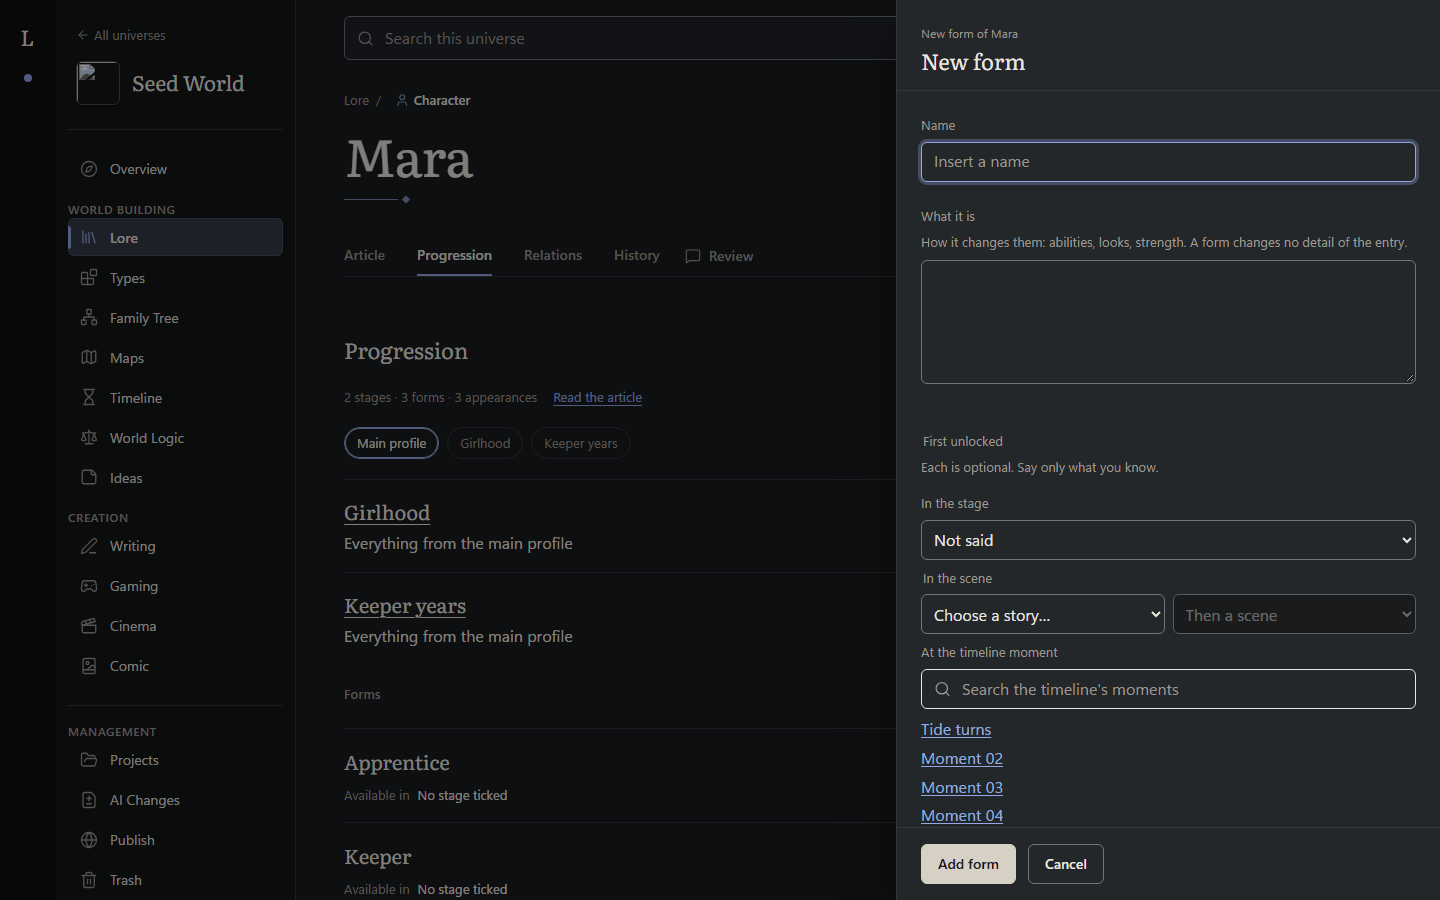 L
All universes
Seed World
Overview
WORLD BUILDING
Lore
Types
Family Tree
Maps
Timeline
World Logic
Ideas
CREATION
Writing
Gaming
Cinema
Comic
MANAGEMENT
Projects
AI Changes
Publish
Trash
Search this universe
Lore / Character
Mara
Article Progression Relations History Review
Progression
2 stages · 3 forms · 3 appearances Read the article
Main profile Girlhood Keeper years
Girlhood
Everything from the main profile
Keeper years
Everything from the main profile
Forms
Apprentice
Available in No stage ticked
Keeper
Available in No stage ticked
New form of Mara
New form
Name
Insert a name
What it is
How it changes them: abilities, looks, strength. A form changes no detail of the entry.
First unlocked
Each is optional. Say only what you know.
In the stage
Not said
In the scene
Choose a story... Then a scene
At the timeline moment
Search the timeline's moments
Tide turns
Moment 02
Moment 03
Moment 04
Add form Cancel